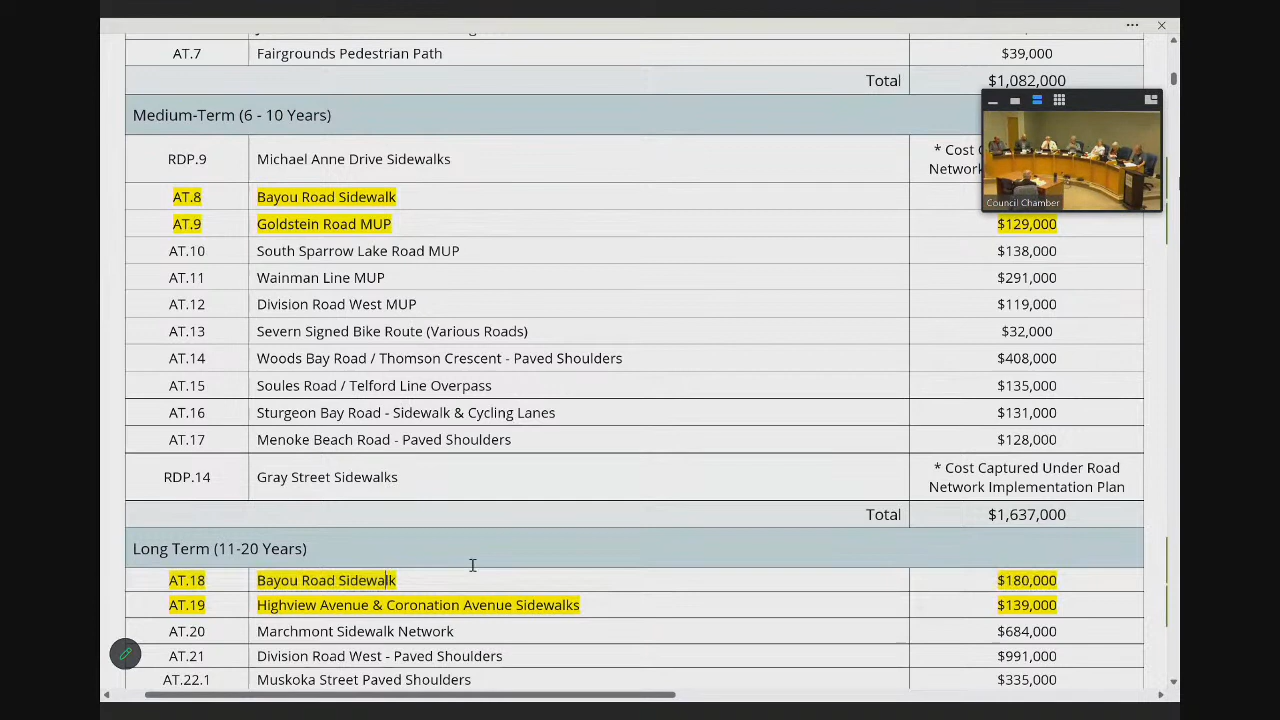 AT.7 Fairgrounds Pedestrian Path $39,000
Total $1,082,000
Medium-Term (6 - 10 Years)
RDP.9 Michael Anne Drive Sidewalks * Cost
Network
AT.8 Bayou Road Sidewalk
Council Chamber
AT.9 Goldstein Road MUP $129,000
AT.10 South Sparrow Lake Road MUP $138,000
AT.11 Wainman Line MUP $291,000
AT.12 Division Road West MUP $119,000
AT.13 Severn Signed Bike Route (Various Roads) $32,000
AT.14 Woods Bay Road / Thomson Crescent - Paved Shoulders $408,000
AT.15 Soules Road / Telford Line Overpass $135,000
AT.16 Sturgeon Bay Road - Sidewalk & Cycling Lanes $131,000
AT.17 Menoke Beach Road - Paved Shoulders $128,000
RDP.14 Gray Street Sidewalks * Cost Captured Under Road
Network Implementation Plan
Total $1,637,000
Long Term (11-20 Years)
AT.18 Bayou Road Sidewalk $180,000
AT.19 Highview Avenue & Coronation Avenue Sidewalks $139,000
AT.20 Marchmont Sidewalk Network $684,000
AT.21 Division Road West - Paved Shoulders $991,000
AT.22.1 Muskoka Street Paved Shoulders $335,000